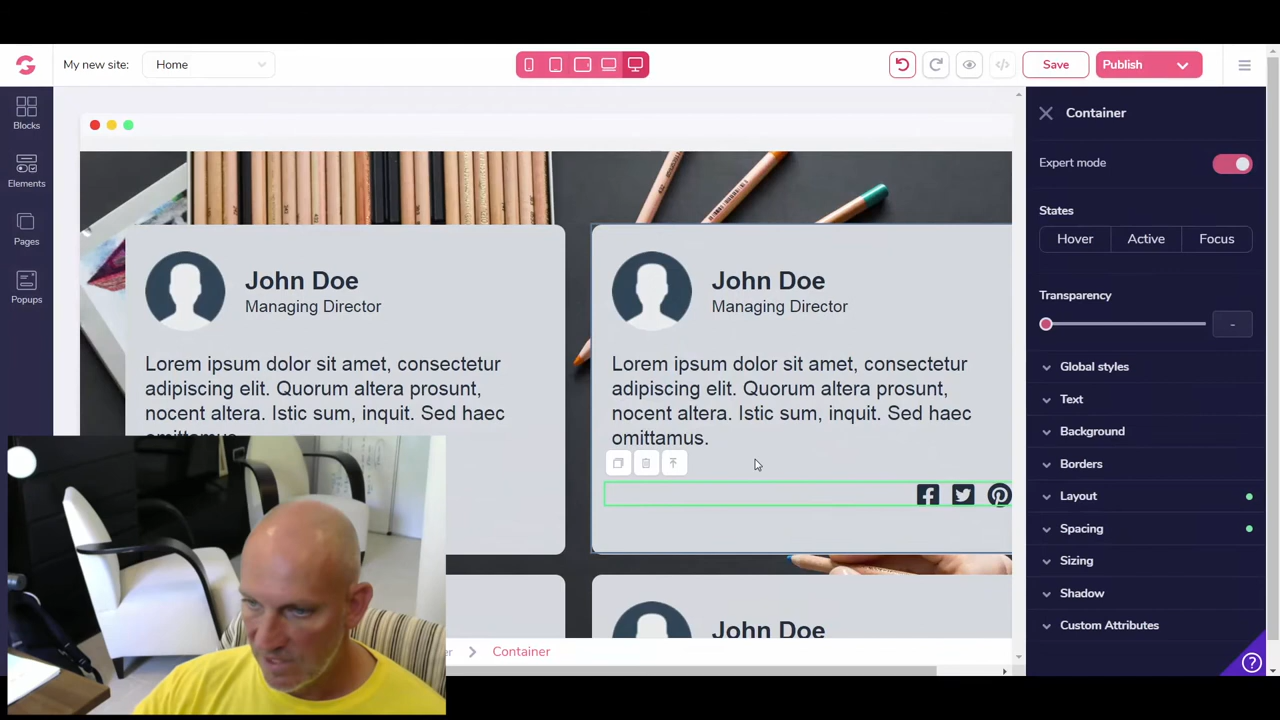 My new site:
Home
Save
Publish
Blocks
Elements
Pages
Popups
John Doe
Managing Director
Lorem ipsum dolor sit amet, consectetur
adipiscing elit. Quorum altera prosunt,
nocent altera. Istic sum, inquit. Sed haec
omittamus.
John Doe
Managing Director
Lorem ipsum dolor sit amet, consectetur
adipiscing elit. Quorum altera prosunt,
nocent altera. Istic sum, inquit. Sed haec
omittamus.
John Doe
Container
Container
Expert mode
States
Hover
Active
Focus
Transparency
-
Global styles
Text
Background
Borders
Layout
Spacing
Sizing
Shadow
Custom Attributes
?